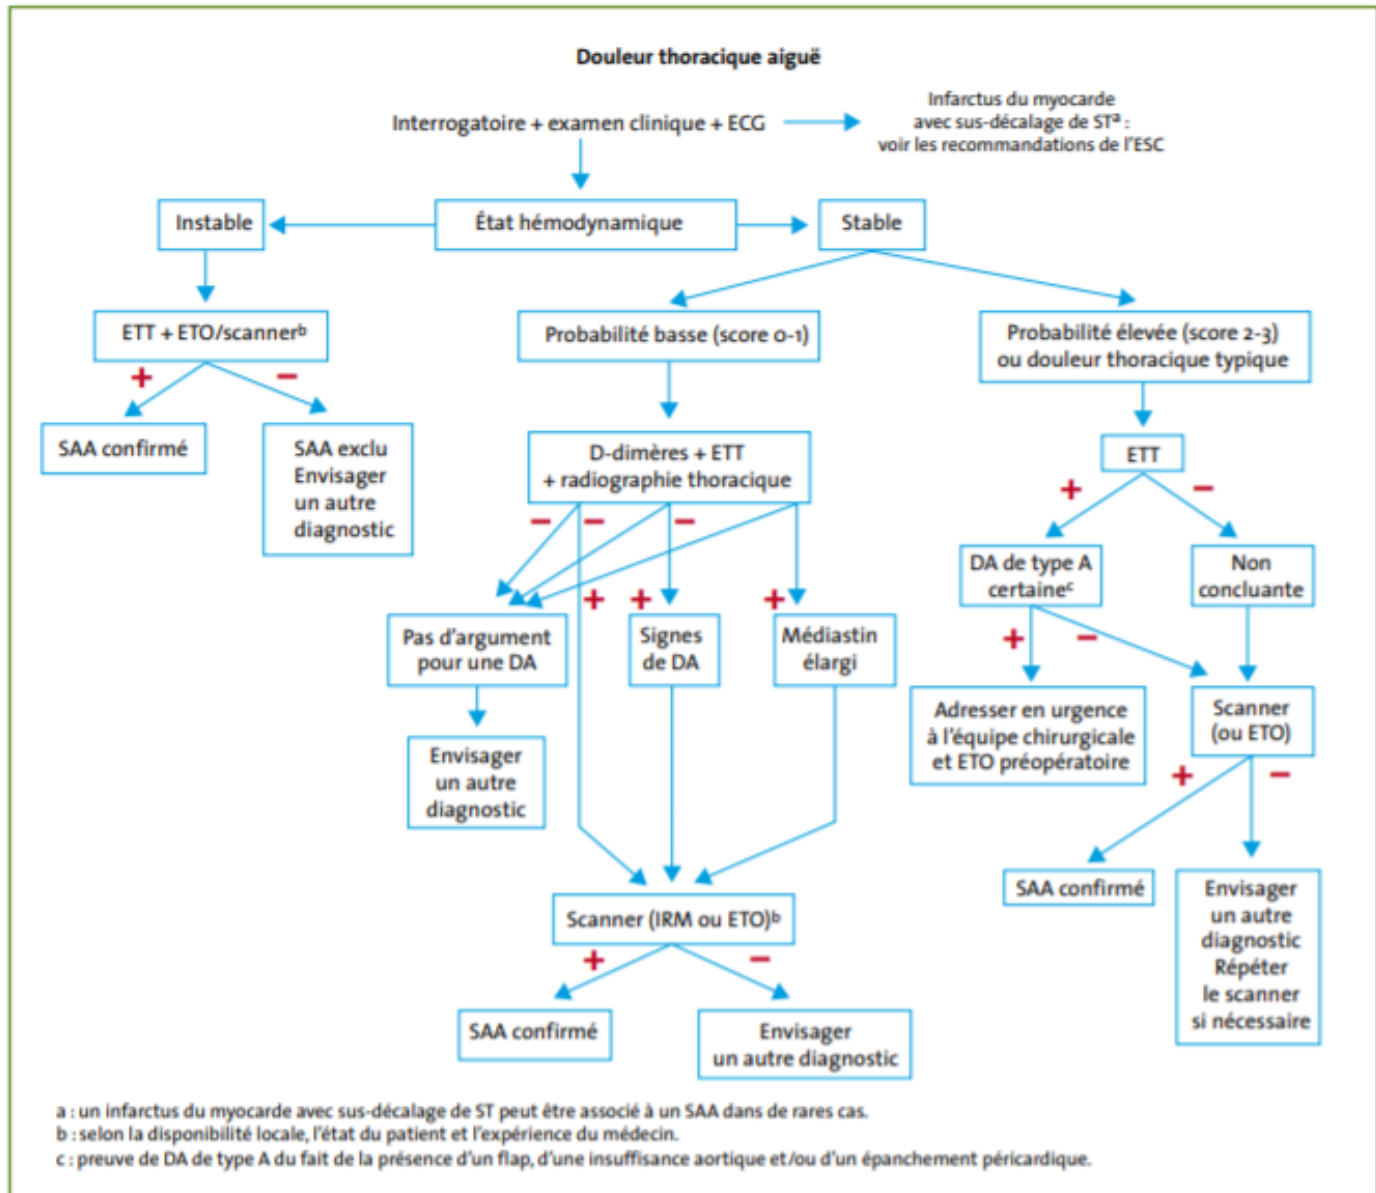 Douleur thoracique aiguë
Interrogatoire + examen clinique + ECG
Infarctus du myocarde
avec sus-décalage de STᵃ :
voir les recommandations de l'ESC
Instable
État hémodynamique
Stable
ETT + ETO/scannerᵇ
Probabilité basse (score 0-1)
Probabilité élevée (score 2-3)
ou douleur thoracique typique
+
−
SAA confirmé
SAA exclu
Envisager
un autre
diagnostic
D-dimères + ETT
+ radiographie thoracique
ETT
−
−
−
+
−
+
+
+
Pas d'argument
pour une DA
Signes
de DA
Médiastin
élargi
DA de type A
certaineᶜ
Non
concluante
+
−
Envisager
un autre
diagnostic
Adresser en urgence
à l'équipe chirurgicale
et ETO préopératoire
Scanner
(ou ETO)
+
−
Scanner (IRM ou ETO)ᵇ
+
−
SAA confirmé
Envisager
un autre diagnostic
SAA confirmé
Envisager
un autre
diagnostic
Répéter
le scanner
si nécessaire
a : un infarctus du myocarde avec sus-décalage de ST peut être associé à un SAA dans de rares cas.
b : selon la disponibilité locale, l'état du patient et l'expérience du médecin.
c : preuve de DA de type A du fait de la présence d'un flap, d'une insuffisance aortique et/ou d'un épanchement péricardique.